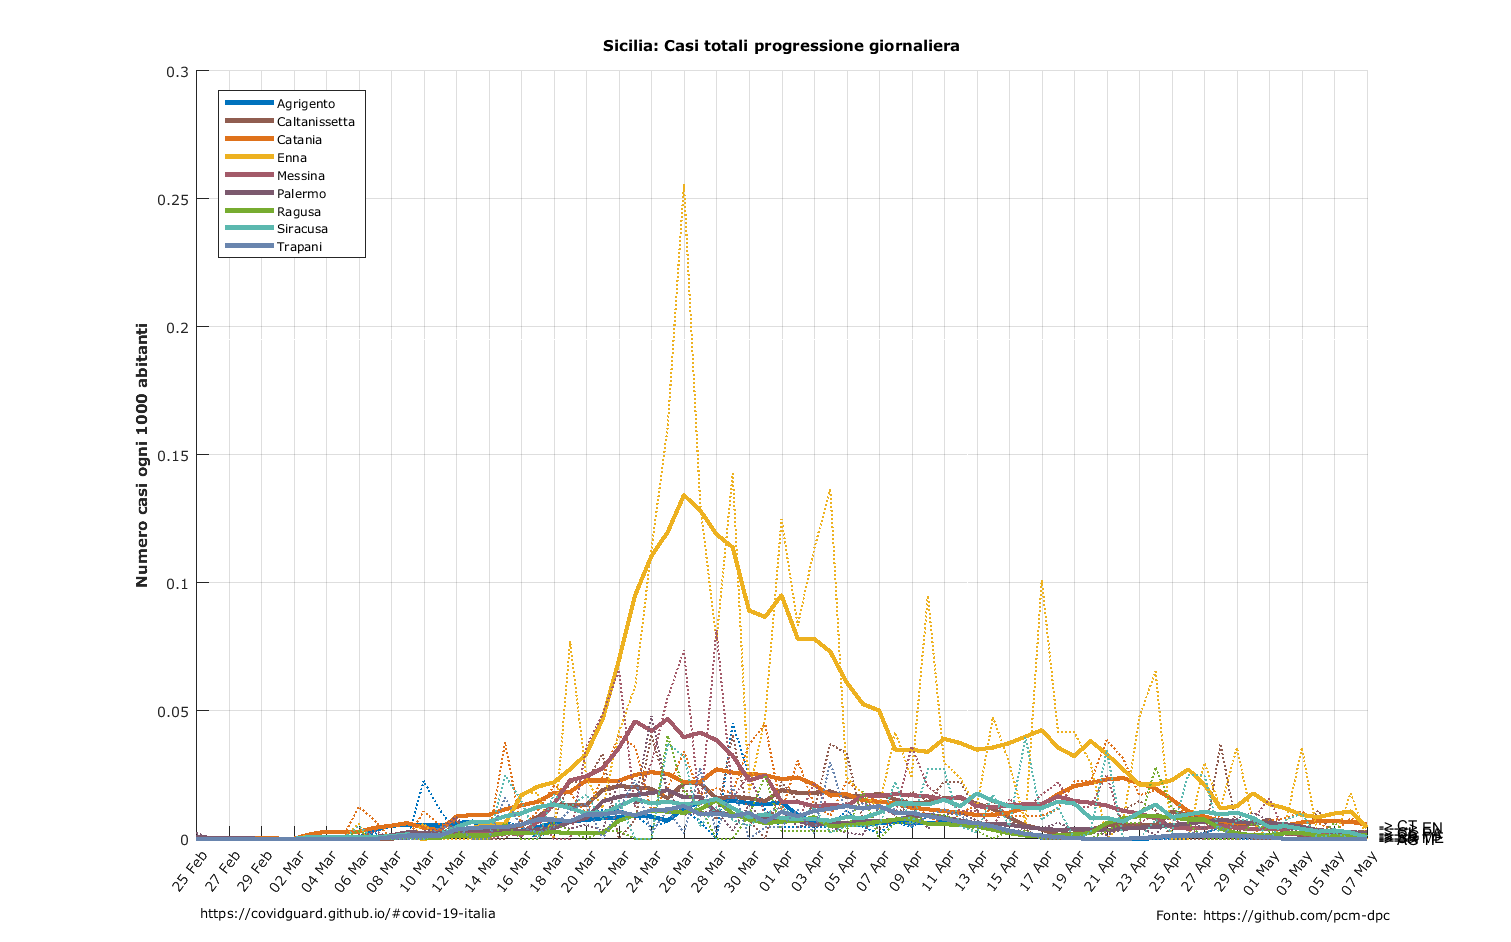 Sicilia: Casi totali progressione giornaliera
0.3
0.25
0.2
0.15
0.1
0.05
0
Numero casi ogni 1000 abitanti
Agrigento
Caltanissetta
Catania
Enna
Messina
Palermo
Ragusa
Siracusa
Trapani
-> CT EN
25 Feb
27 Feb
29 Feb
02 Mar
04 Mar
06 Mar
08 Mar
10 Mar
12 Mar
14 Mar
16 Mar
18 Mar
20 Mar
22 Mar
24 Mar
26 Mar
28 Mar
30 Mar
01 Apr
03 Apr
05 Apr
07 Apr
09 Apr
11 Apr
13 Apr
15 Apr
17 Apr
19 Apr
21 Apr
23 Apr
25 Apr
27 Apr
29 Apr
01 May
03 May
05 May
07 May
https://covidguard.github.io/#covid-19-italia
Fonte: https://github.com/pcm-dpc